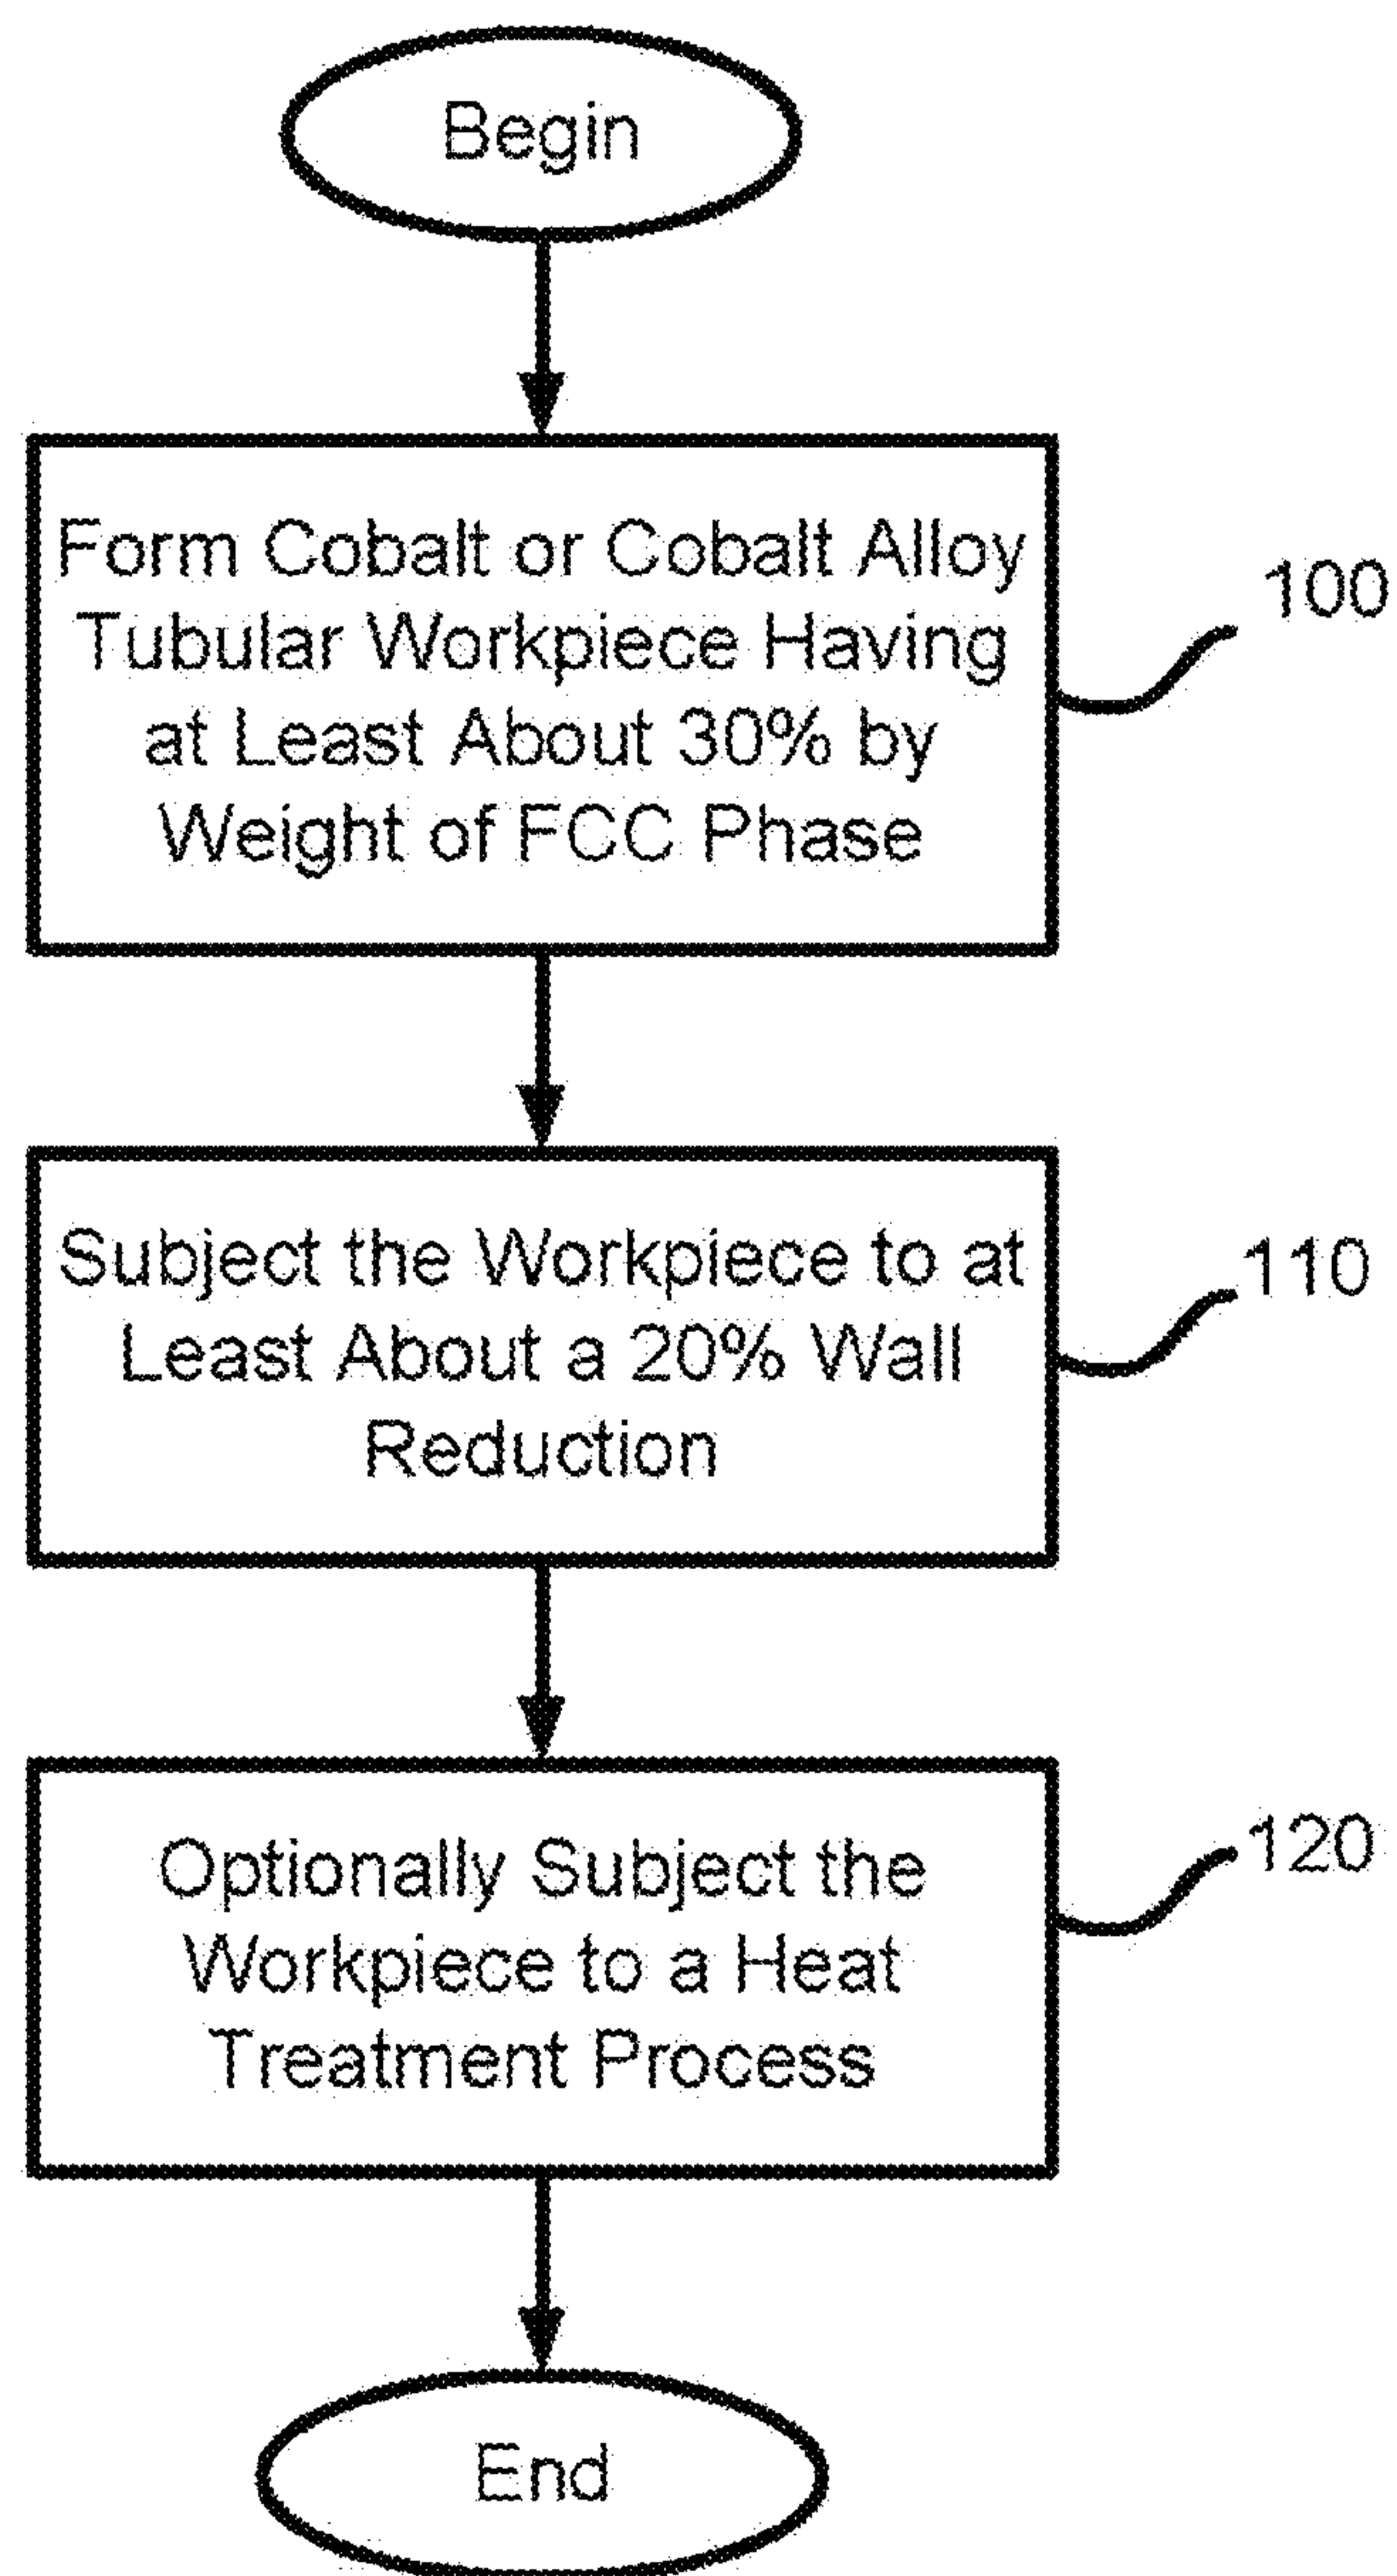 Begin
Form Cobalt or Cobalt Alloy
Tubular Workpiece Having
at Least About 30% by
Weight of FCC Phase
100
Subject the Workpiece to at
Least About a 20% Wall
Reduction
110
Optionally Subject the
Workpiece to a Heat
Treatment Process
120
End